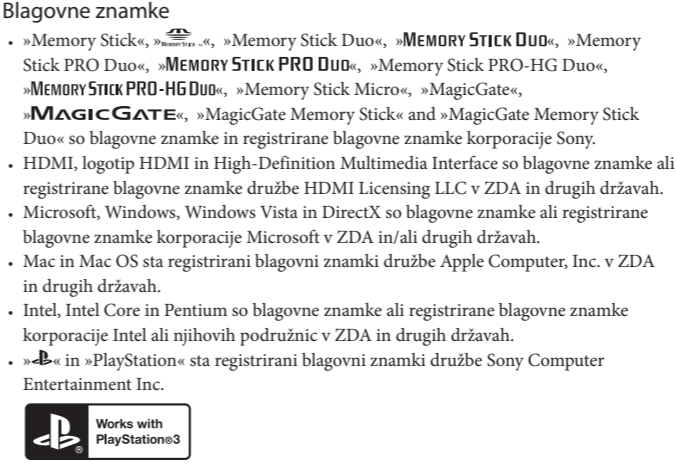 Blagovne znamke
• »Memory Stick«, »Memory Stick ™«, »Memory Stick Duo«, »MEMORY STICK DUO«, »Memory
Stick PRO Duo«, »MEMORY STICK PRO DUO«, »Memory Stick PRO-HG Duo«,
»MEMORY STICK PRO-HG DUO«, »Memory Stick Micro«, »MagicGate«,
»MAGICGATE«, »MagicGate Memory Stick« and »MagicGate Memory Stick
Duo« so blagovne znamke in registrirane blagovne znamke korporacije Sony.
• HDMI, logotip HDMI in High-Definition Multimedia Interface so blagovne znamke ali
registrirane blagovne znamke družbe HDMI Licensing LLC v ZDA in drugih državah.
• Microsoft, Windows, Windows Vista in DirectX so blagovne znamke ali registrirane
blagovne znamke korporacije Microsoft v ZDA in/ali drugih državah.
• Mac in Mac OS sta registrirani blagovni znamki družbe Apple Computer, Inc. v ZDA
in drugih državah.
• Intel, Intel Core in Pentium so blagovne znamke ali registrirane blagovne znamke
korporacije Intel ali njihovih podružnic v ZDA in drugih državah.
• »« in »PlayStation« sta registrirani blagovni znamki družbe Sony Computer
Entertainment Inc.
Works with
PlayStation®3
®